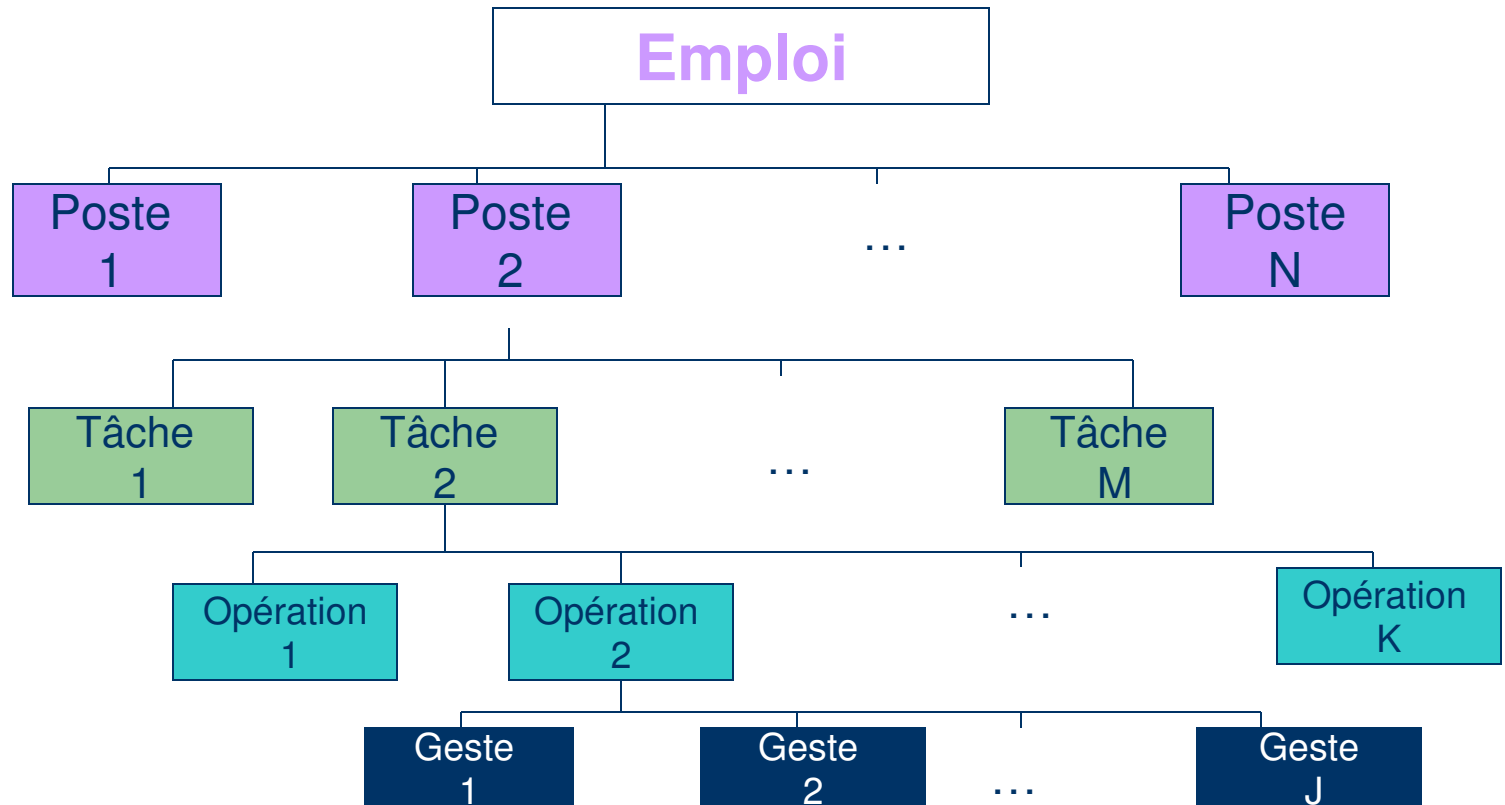 Emploi
Poste
1
Poste
2
...
Poste
N
Tâche
1
Tâche
2
...
Tâche
M
Opération
1
Opération
2
...
Opération
K
Geste
1
Geste
2
...
Geste
J